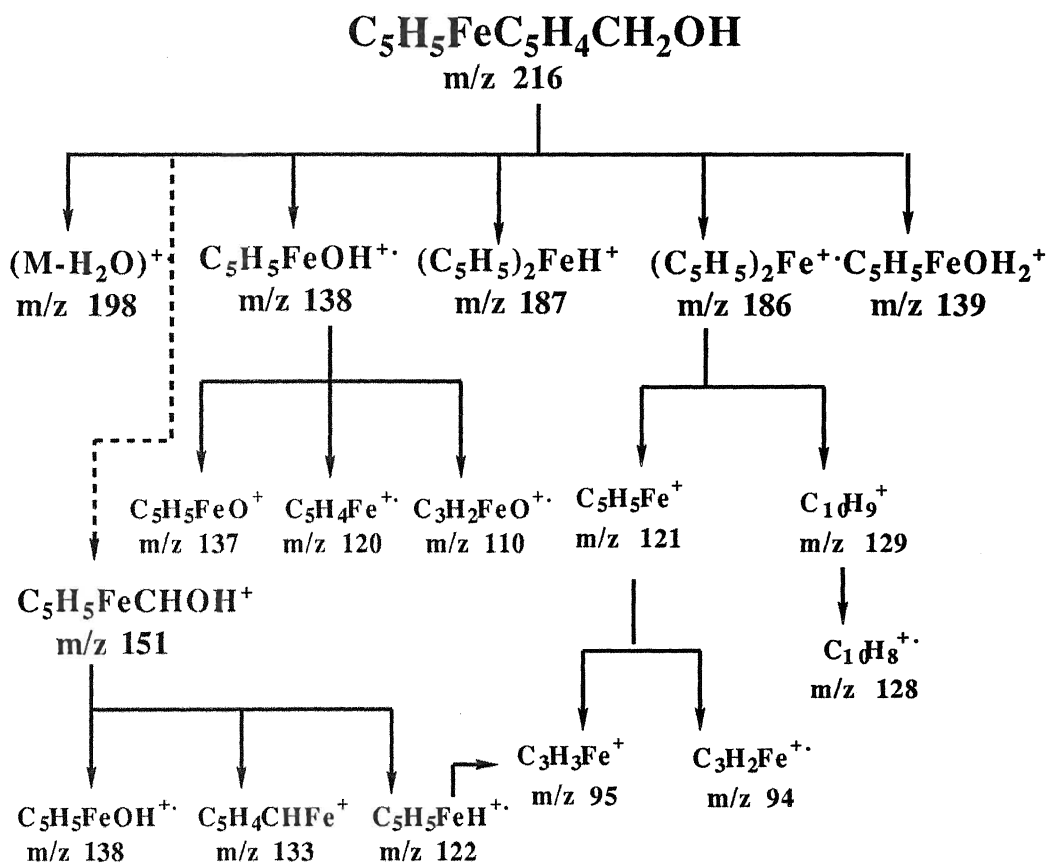 C₅H₅FeC₅H₄CH₂OH
m/z 216
(M-H₂O)⁺· C₅H₅FeOH⁺· (C₅H₅)₂FeH⁺ (C₅H₅)₂Fe⁺· C₅H₅FeOH₂⁺
m/z 198 m/z 138 m/z 187 m/z 186 m/z 139
C₅H₅FeO⁺ C₅H₄Fe⁺· C₃H₂FeO⁺· C₅H₅Fe⁺ C₁₀H₉⁺
m/z 137 m/z 120 m/z 110 m/z 121 m/z 129
C₅H₅FeCHOH⁺
m/z 151
C₁₀H₈⁺·
m/z 128
C₃H₃Fe⁺ C₃H₂Fe⁺·
m/z 95 m/z 94
C₅H₅FeOH⁺· C₅H₄CHFe⁺ C₅H₅FeH⁺·
m/z 138 m/z 133 m/z 122